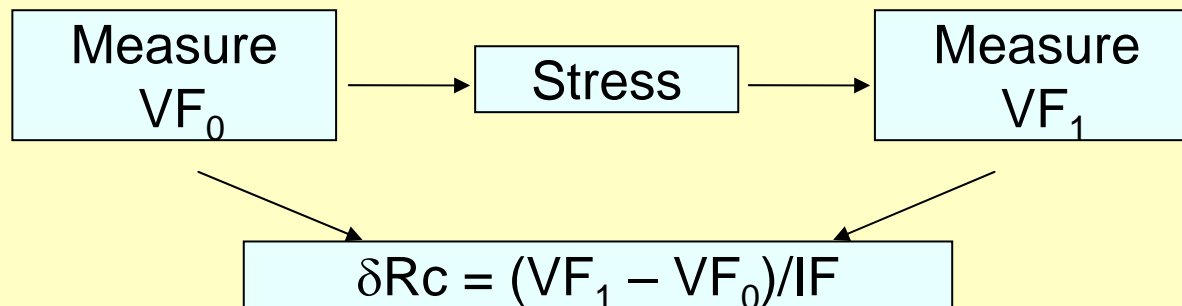 Measure
VF₀
Stress
Measure
VF₁
δRc = (VF₁ – VF₀)/IF